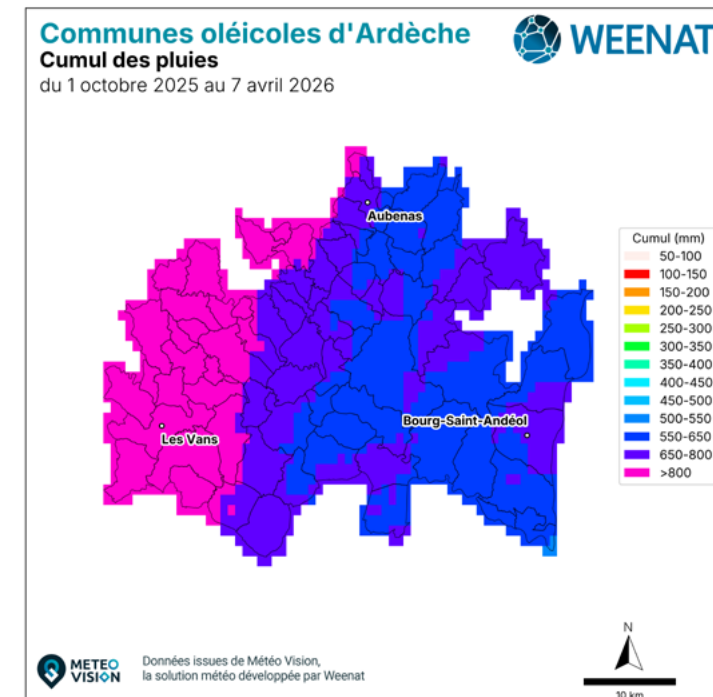 Communes oléicoles d'Ardèche
WEENAT
Cumul des pluies
du 1 octobre 2025 au 7 avril 2026
Aubenas
Cumul (mm)
50-100
100-150
150-200
200-250
250-300
300-350
350-400
400-450
450-500
500-550
550-650
650-800
>800
Bourg-Saint-Andéol
Les Vans
METEO
VISION
Données issues de Météo Vision,
la solution météo développée par Weenat
N
10 km